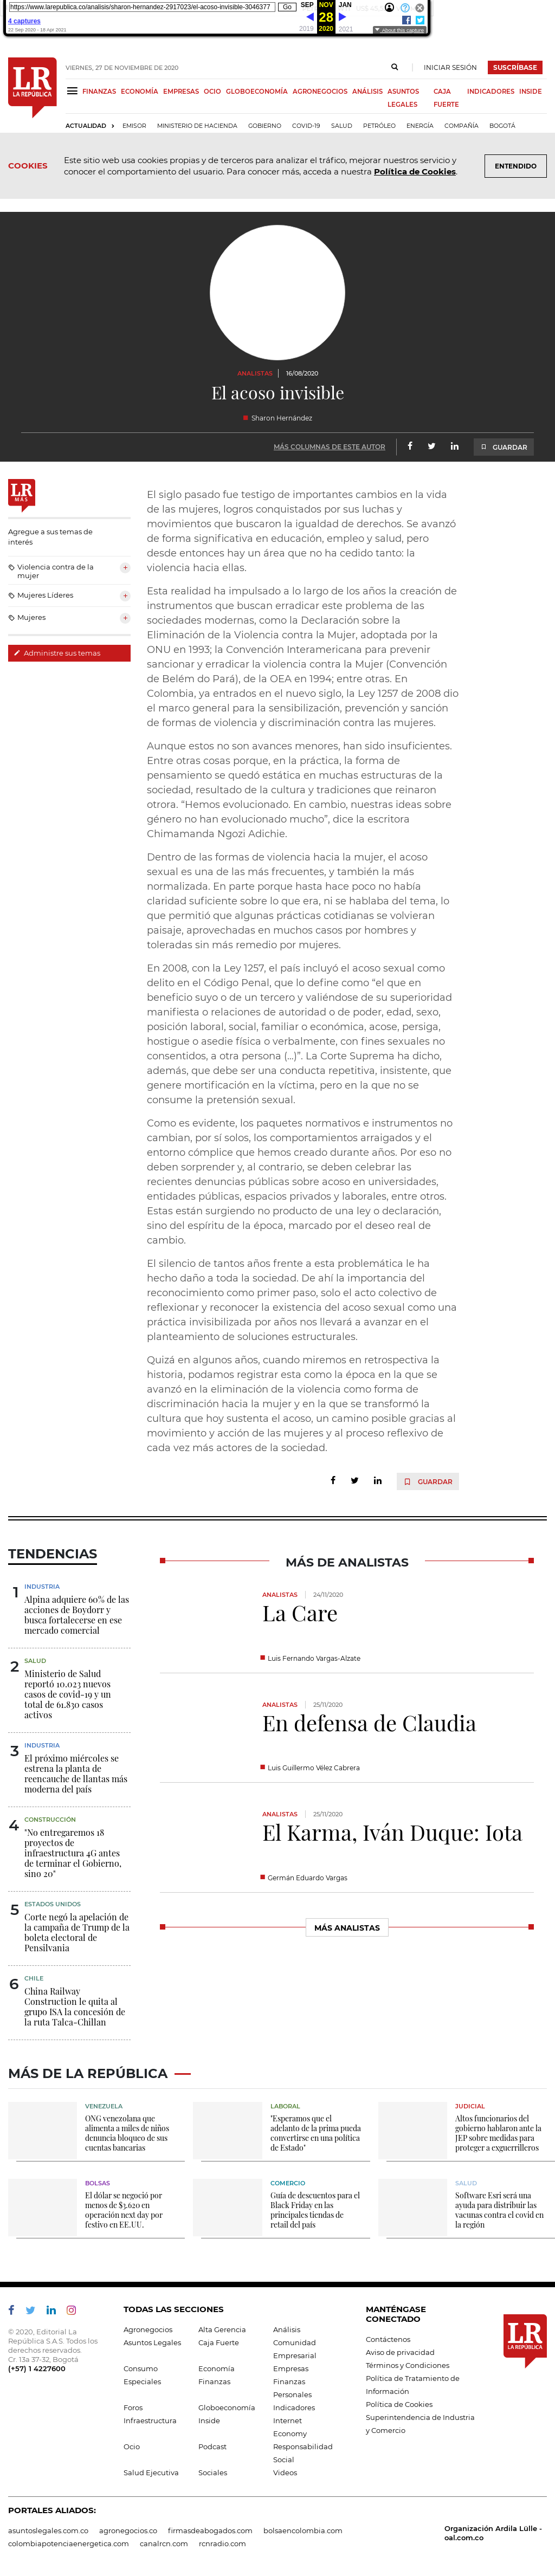 https://www.larepublica.co/analisis/sharon-hernandez-2917023/el-acoso-invisible-3046377 Go SEP NOV JAN
28
4 captures
22 Sep 2020 - 18 Apr 2021 2019 2020 2021 About this capture
LR
LA REPÚBLICA
VIERNES, 27 DE NOVIEMBRE DE 2020
INICIAR SESIÓN
SUSCRÍBASE
FINANZAS ECONOMÍA EMPRESAS OCIO GLOBOECONOMÍA AGRONEGOCIOS ANÁLISIS ASUNTOS LEGALES CAJA FUERTE INDICADORES INSIDE
ACTUALIDAD EMISOR MINISTERIO DE HACIENDA GOBIERNO COVID-19 SALUD PETRÓLEO ENERGÍA COMPAÑÍA BOGOTÁ
COOKIES
Este sitio web usa cookies propias y de terceros para analizar el tráfico, mejorar nuestros servicio y
conocer el comportamiento del usuario. Para conocer más, acceda a nuestra Política de Cookies.
ENTENDIDO
ANALISTAS 16/08/2020
El acoso invisible
Sharon Hernández
MÁS COLUMNAS DE ESTE AUTOR
GUARDAR
LR
MÁS
Agregue a sus temas de
interés
Violencia contra de la
mujer
+
Mujeres Líderes
+
Mujeres
+
Administre sus temas
El siglo pasado fue testigo de importantes cambios en la vida
de las mujeres, logros conquistados por sus luchas y
movimientos que buscaron la igualdad de derechos. Se avanzó
de forma significativa en educación, empleo y salud, pero
desde entonces hay un área que no ha cedido tanto: la
violencia hacia ellas.
Esta realidad ha impulsado a lo largo de los años la creación de
instrumentos que buscan erradicar este problema de las
sociedades modernas, como la Declaración sobre la
Eliminación de la Violencia contra la Mujer, adoptada por la
ONU en 1993; la Convención Interamericana para prevenir
sancionar y erradicar la violencia contra la Mujer (Convención
de Belém do Pará), de la OEA en 1994; entre otras. En
Colombia, ya entrados en el nuevo siglo, la Ley 1257 de 2008 dio
el marco general para la sensibilización, prevención y sanción
de formas de violencia y discriminación contra las mujeres.
Aunque estos no son avances menores, han sido insuficientes.
Entre otras cosas porque, en la práctica, la forma de
pensamiento se quedó estática en muchas estructuras de la
sociedad, resultado de la cultura y tradiciones que parecen no
tener retorno. Hemos evolucionado a pasos agigantados en
otrora. “Hemos evolucionado. En cambio, nuestras ideas sobre
el género no han evolucionado mucho”, dice la escritora
Chimamanda Ngozi Adichie.
Dentro de las formas de violencia hacia la mujer, el acoso
sexual es una de las más frecuentes y también la más
normalizada. En parte porque hasta hace no más de una
década, no se conocía, ni era nombrado, ni se hablaba del tema, lo
que permitió que algunas prácticas cotidianas se volvieran
paisaje, aprovechadas en muchos casos por hombres y
toleradas sin más remedio por mujeres.
En 2008, con la Ley 1257, el país incluyó el acoso sexual como
delito en el Código Penal, que lo define como “el que en
beneficio suyo o de un tercero y valiéndose de su superioridad
manifiesta o relaciones de autoridad o de poder, edad, sexo,
posición laboral, social, familiar o económica, acose, persiga,
hostigue o asedie física o verbalmente, con fines sexuales no
consentidos, a otra persona (...)”. La Corte Suprema ha dicho,
además, que debe ser una conducta repetitiva, insistente, que
genere mortificación en la víctima, pero en la que no se
consume la pretensión sexual.
Como es evidente, los paquetes normativos e instrumentos no
cambian, por sí solos, los comportamientos arraigados y el
entorno continúa demarcando errores de antaño. Por eso no
deben sorprender y, al contrario, se deben celebrar las
recientes denuncias públicas sobre acoso en universidades,
entidades públicas, espacios privados y laborales, entre otros.
Estas están surgiendo no producto de una ley o declaración,
sino del espíritu de la época, marcado por el deseo real de
cambio.
El silencio de tantos años frente a esta problemática le ha
hecho daño a toda la sociedad. De ahí la importancia del
reconocimiento como primer paso, solo el acto colectivo de
reflexionar y reconocer la existencia del acoso sexual como una
práctica invisibilizada por años nos llevará a avanzar en el
planteamiento de soluciones estructurales.
Quizá en algunos años, cuando miremos en retrospectiva la
historia, podamos registrar esta como la época en la que se
avanzó en la eliminación de la violencia como forma de
interacción con la mujer y en la que se transformó la
cultura que hoy sustenta el acoso, un camino posible gracias al
movimiento y acción de las mujeres y al proceso reflexivo de
cada vez más actores de la sociedad.
GUARDAR
TENDENCIAS
1 INDUSTRIA
Alpina adquiere 60% de las
acciones de Boydorr y
busca fortalecerse en ese
mercado comercial
2 SALUD
Ministerio de Salud
reportó 10.023 nuevos
casos de covid-19 y un
total de 61.830 casos
activos
3 INDUSTRIA
El próximo miércoles se
estrena la planta de
reencauche de llantas más
moderna del país
4 CONSTRUCCIÓN
"No entregaremos 18
proyectos de
infraestructura 4G antes
de terminar el Gobierno,
sino 20"
5 ESTADOS UNIDOS
Corte negó la apelación de
la campaña de Trump de la
boleta electoral de
Pensilvania
6 CHILE
China Railway
Construction le quita al
grupo ISA la concesión de
la ruta Talca-Chillan
MÁS DE ANALISTAS
ANALISTAS 24/11/2020
La Care
Luis Fernando Vargas-Alzate
ANALISTAS 25/11/2020
En defensa de Claudia
Luis Guillermo Vélez Cabrera
ANALISTAS 25/11/2020
El Karma, Iván Duque: Iota
Germán Eduardo Vargas
MÁS ANALISTAS
MÁS DE LA REPÚBLICA
VENEZUELA
ONG venezolana que
alimenta a miles de niños
denuncia bloqueo de sus
cuentas bancarias
LABORAL
"Esperamos que el
adelanto de la prima pueda
convertirse en una política
de Estado"
JUDICIAL
Altos funcionarios del
gobierno hablaron ante la
JEP sobre medidas para
proteger a exguerrilleros
BOLSAS
El dólar se negoció por
menos de $3.620 en
operación next day por
festivo en EE.UU.
COMERCIO
Guía de descuentos para el
Black Friday en las
principales tiendas de
retail del país
SALUD
Software Esri será una
ayuda para distribuir las
vacunas contra el covid en
la región
© 2020, Editorial La
República S.A.S. Todos los
derechos reservados.
Cr. 13a 37-32, Bogotá
(+57) 1 4227600
TODAS LAS SECCIONES
Agronegocios Alta Gerencia Análisis
Asuntos Legales Caja Fuerte Comunidad Empresarial
Consumo Economía Empresas
Especiales Finanzas Finanzas Personales
Foros Globoeconomía Indicadores
Infraestructura Inside Internet Economy
Ocio Podcast Responsabilidad Social
Salud Ejecutiva Sociales Videos
MANTÉNGASE
CONECTADO
Contáctenos
Aviso de privacidad
Términos y Condiciones
Política de Tratamiento de
Información
Política de Cookies
Superintendencia de Industria
y Comercio
LR
LA REPÚBLICA
PORTALES ALIADOS:
asuntoslegales.com.co agronegocios.co firmasdeabogados.com bolsaencolombia.com
colombiapotenciaenergetica.com canalrcn.com rcnradio.com
Organización Ardila Lülle -
oal.com.co